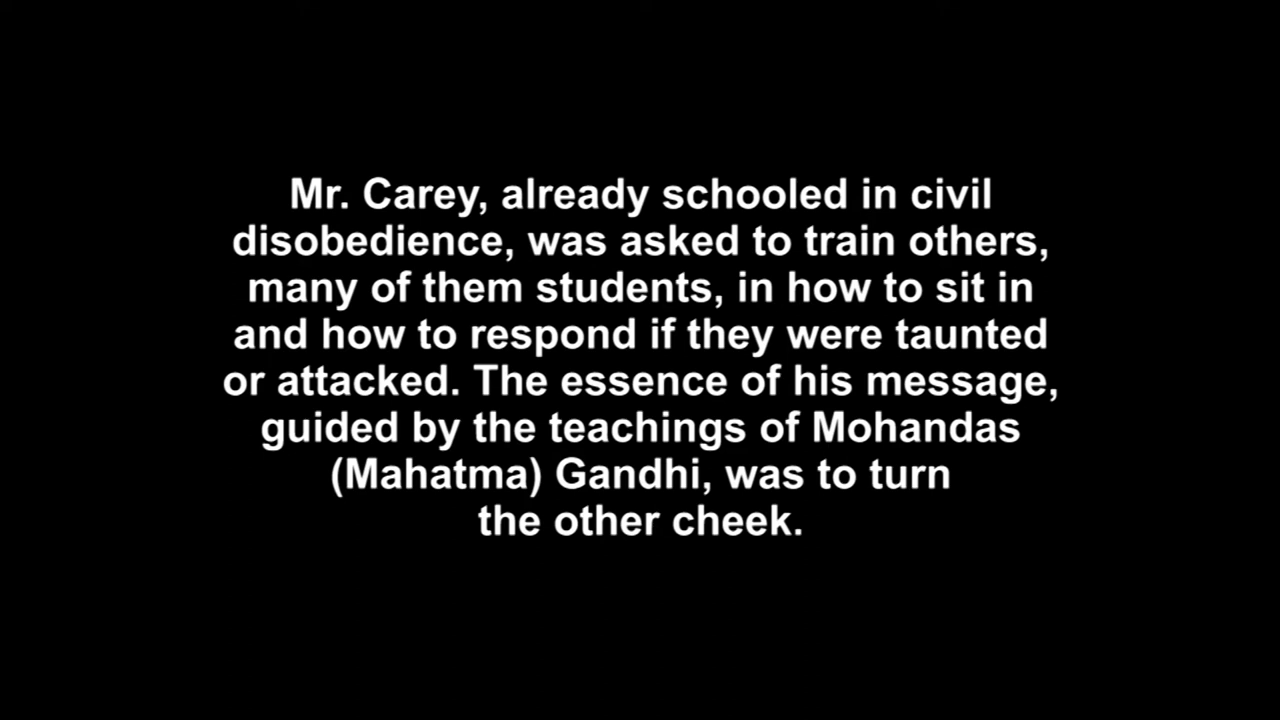 Mr. Carey, already schooled in civil
disobedience, was asked to train others,
many of them students, in how to sit in
and how to respond if they were taunted
or attacked. The essence of his message,
guided by the teachings of Mohandas
(Mahatma) Gandhi, was to turn
the other cheek.